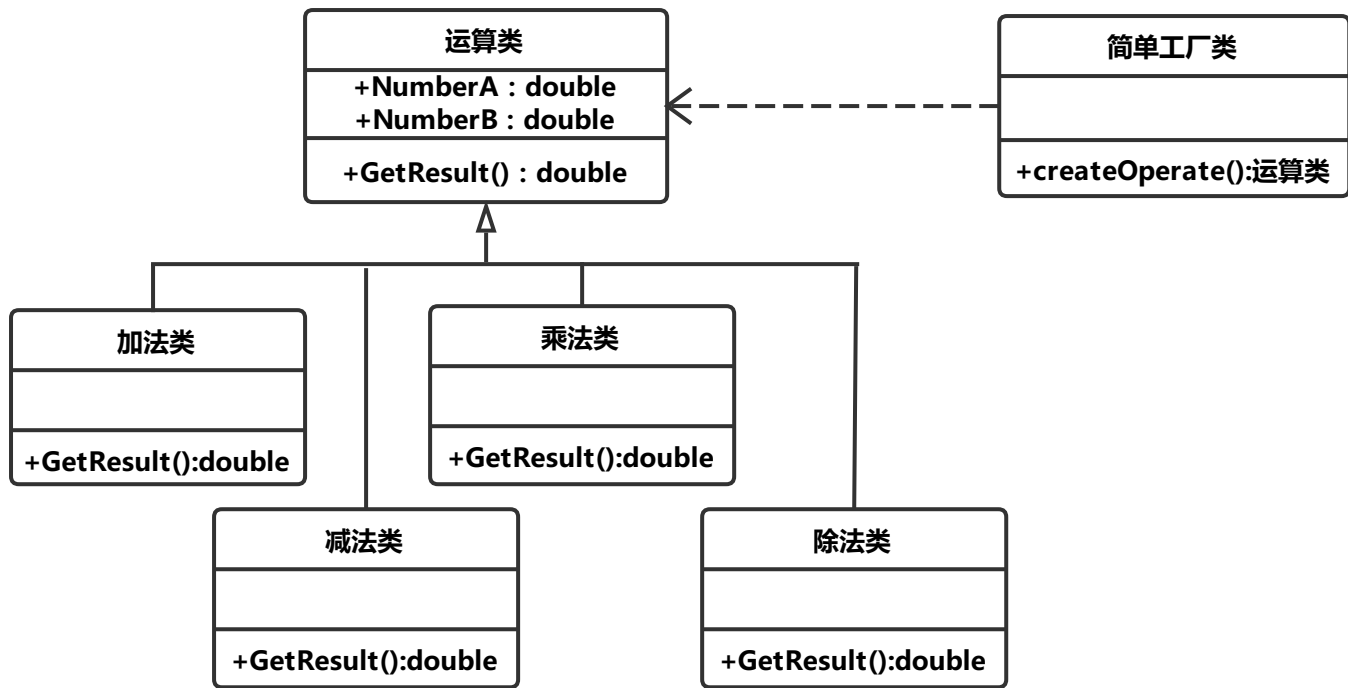 运算类
+NumberA：double
+NumberB：double
+GetResult()：double
简单工厂类
+createOperate():运算类
加法类
+GetResult():double
乘法类
+GetResult():double
减法类
+GetResult():double
除法类
+GetResult():double